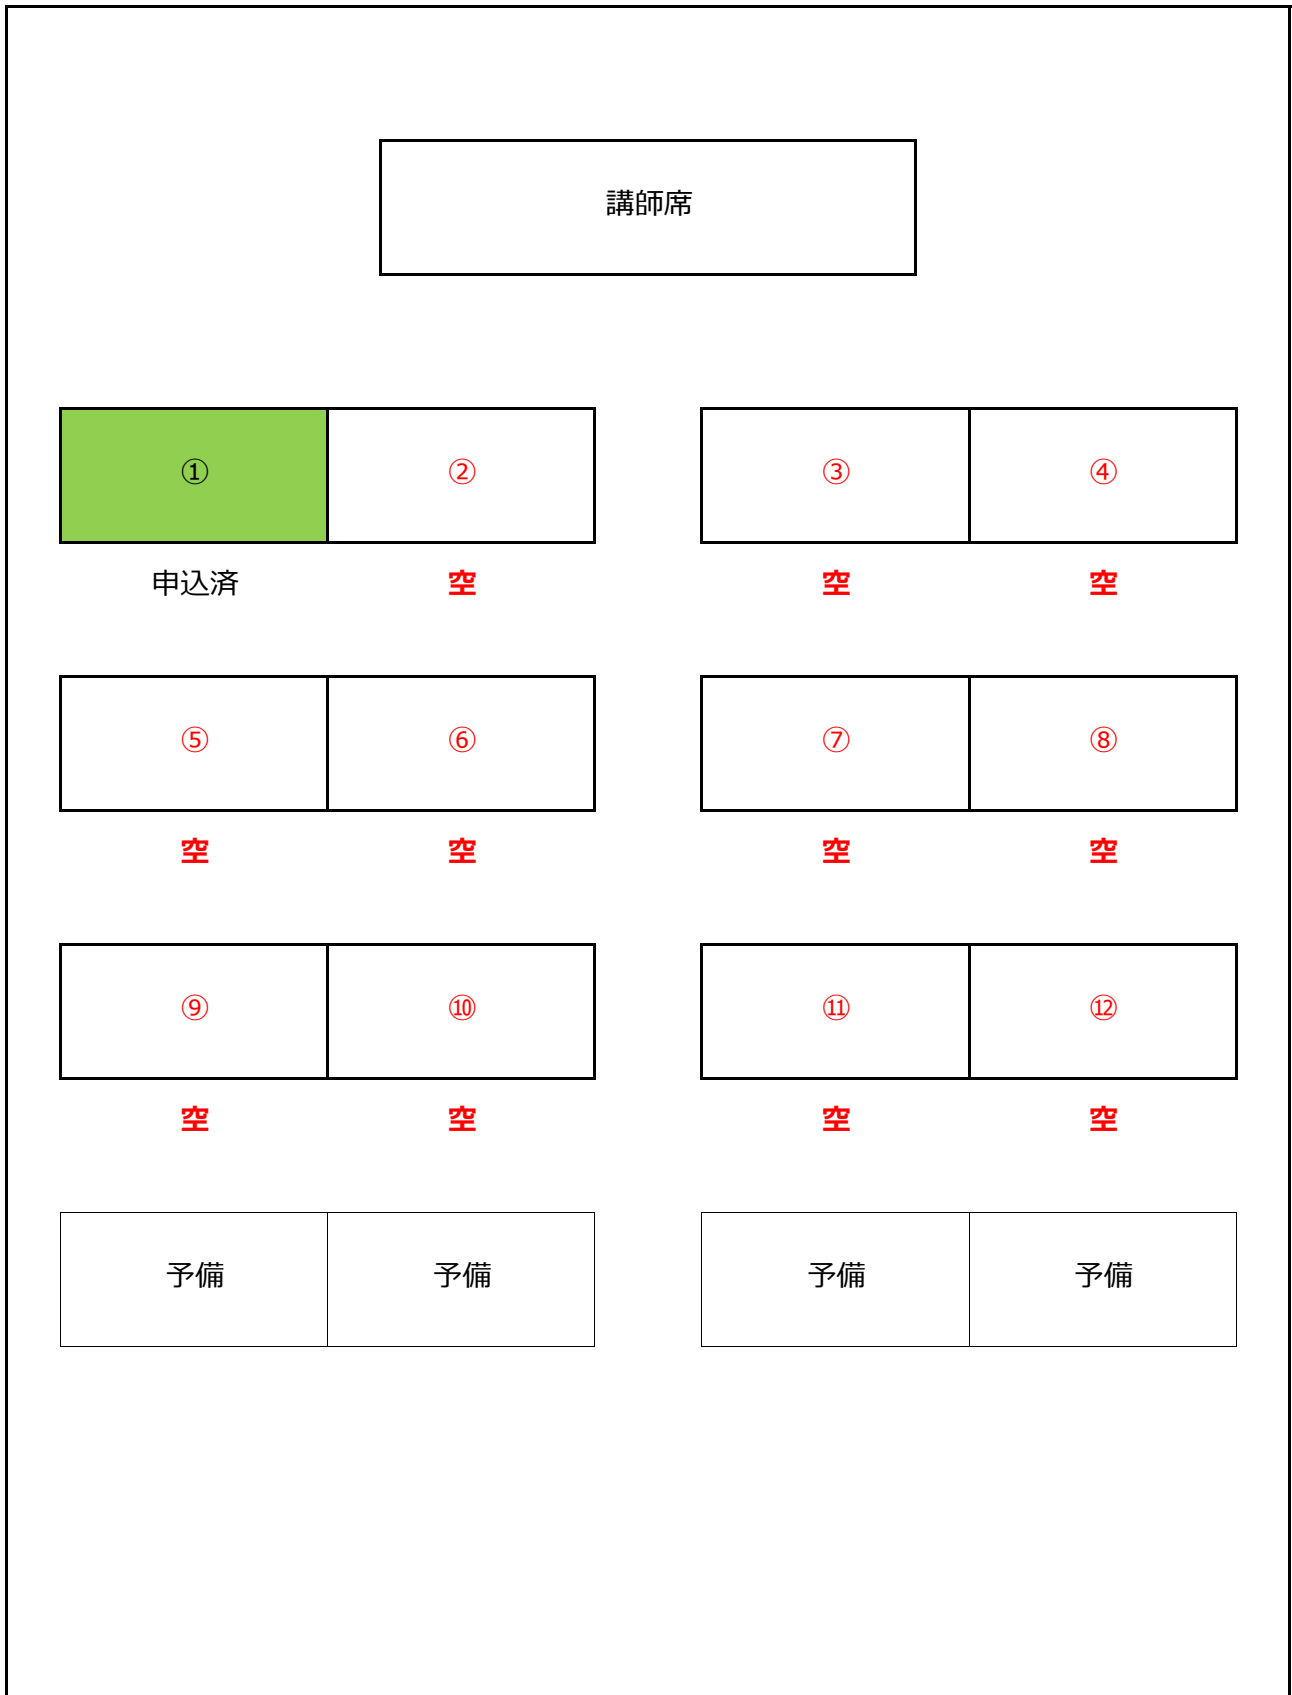 講師席
① ② ③ ④
申込済 空 空 空
⑤ ⑥ ⑦ ⑧
空 空 空 空
⑨ ⑩ ⑪ ⑫
空 空 空 空
予備 予備 予備 予備